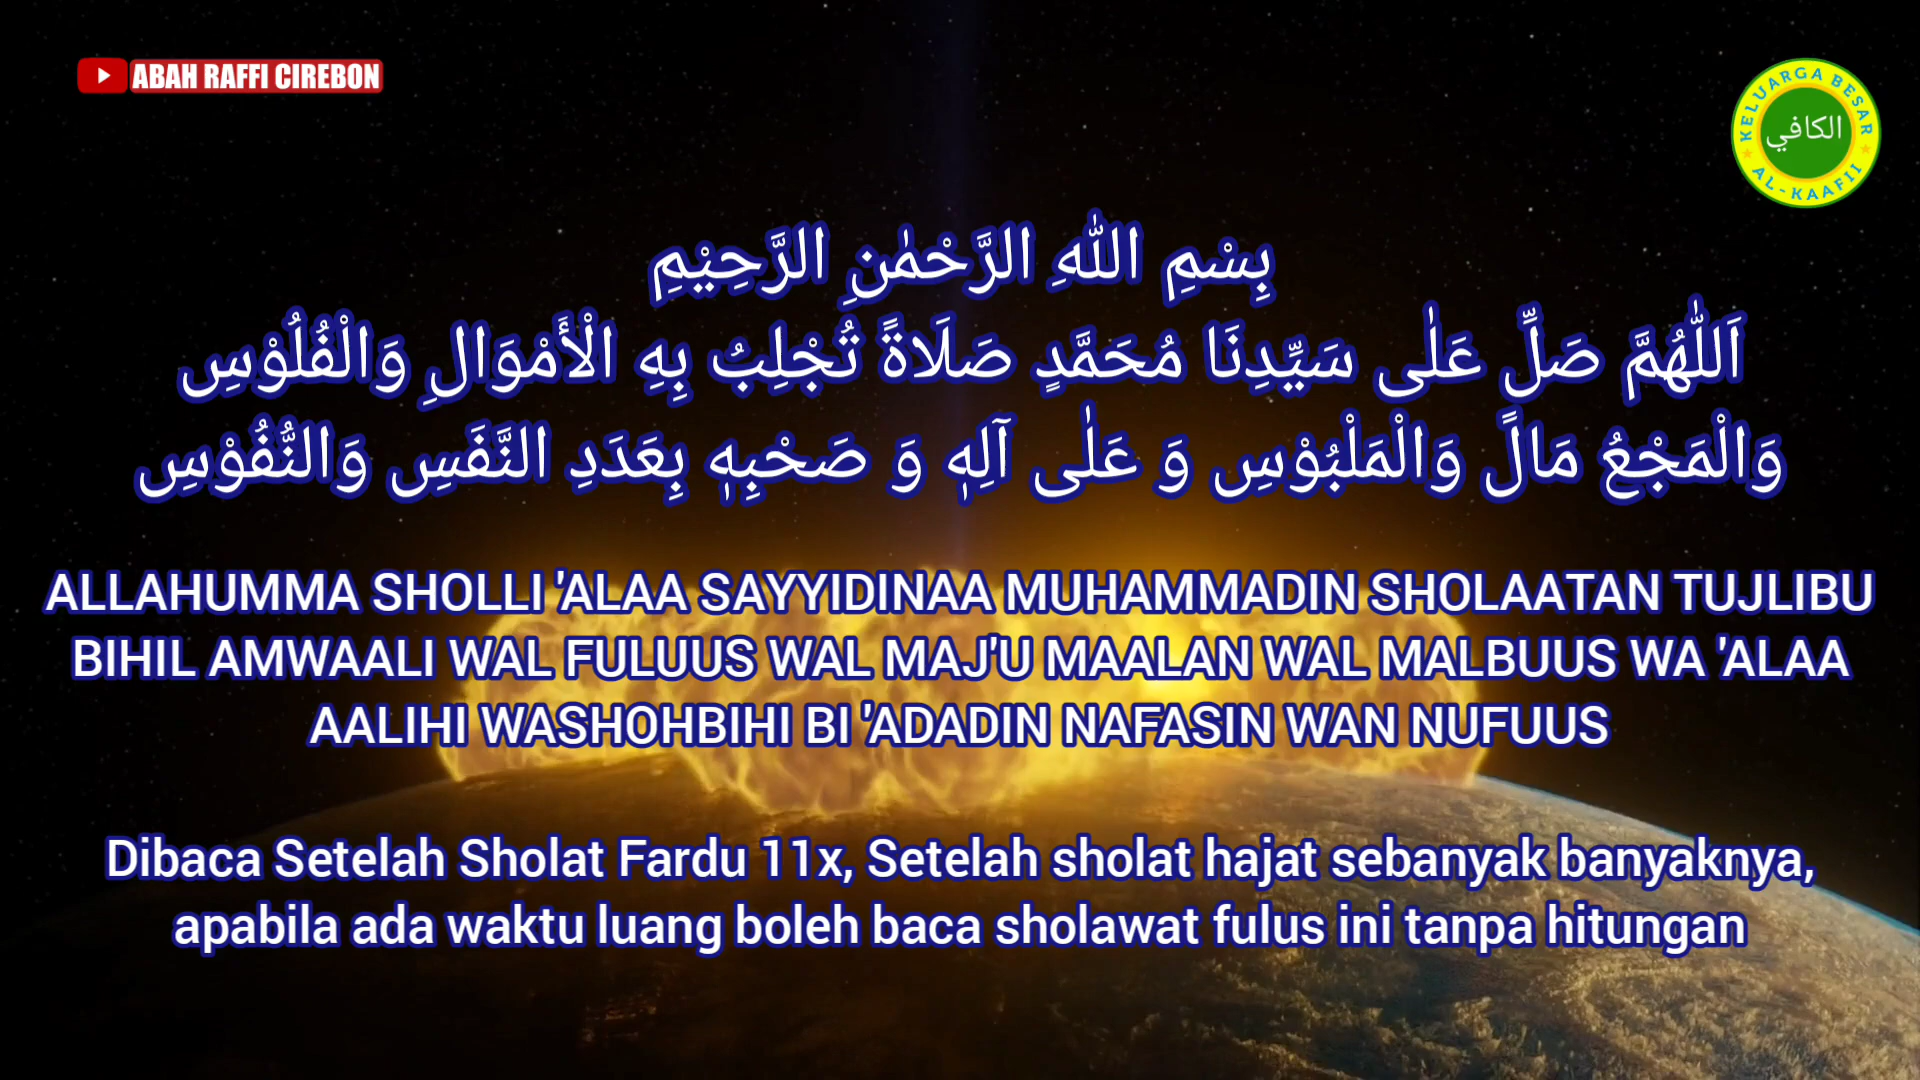 ABAH RAFFI CIREBON
KELUARGA BESAR
الكافي
AL-KAAFII
بِسْمِ اللّٰهِ الرَّحْمٰنِ الرَّحِيْمِ
اَللّٰهُمَّ صَلِّ عَلٰى سَيِّدِنَا مُحَمَّدٍ صَلَاةً تُجْلِبُ بِهِ الْأَمْوَالِ وَالْفُلُوْسِ
وَالْمَجْعُ مَالً وَالْمَلْبُوْسِ وَ عَلٰى آلِهٖ وَ صَحْبِهٖ بِعَدَدِ النَّفَسِ وَالنُّفُوْسِ
ALLAHUMMA SHOLLI 'ALAA SAYYIDINAA MUHAMMADIN SHOLAATAN TUJLIBU
BIHIL AMWAALI WAL FULUUS WAL MAJ'U MAALAN WAL MALBUUS WA 'ALAA
AALIHI WASHOHBIHI BI 'ADADIN NAFASIN WAN NUFUUS
Dibaca Setelah Sholat Fardu 11x, Setelah sholat hajat sebanyak banyaknya,
apabila ada waktu luang boleh baca sholawat fulus ini tanpa hitungan